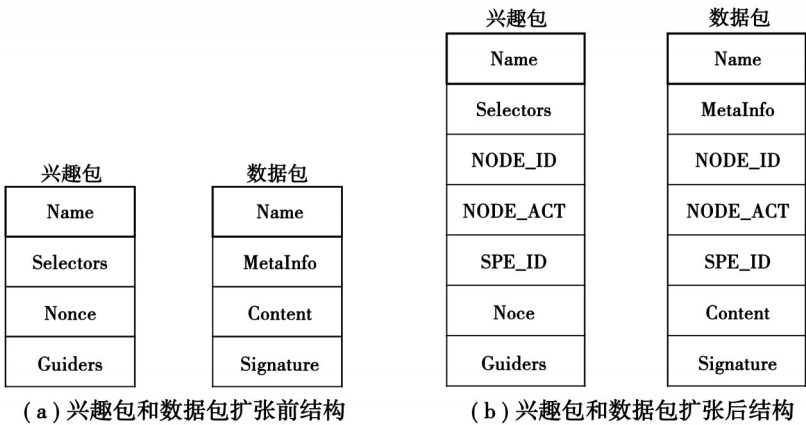 兴趣包
Name
Selectors
Nonce
Guiders
数据包
Name
MetaInfo
Content
Signature
(a)兴趣包和数据包扩张前结构
兴趣包
Name
Selectors
NODE_ID
NODE_ACT
SPE_ID
Noce
Guiders
数据包
Name
MetaInfo
NODE_ID
NODE_ACT
SPE_ID
Content
Signature
(b)兴趣包和数据包扩张后结构